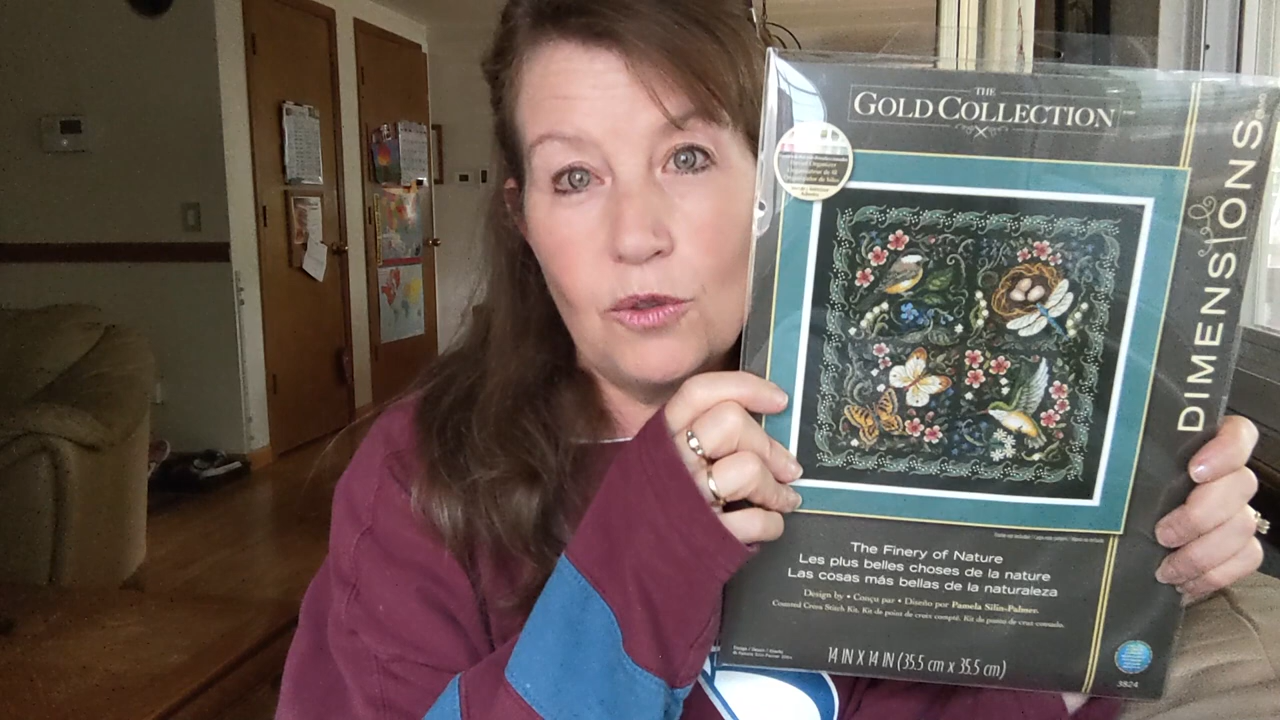 THE
GOLD COLLECTION
DIMENSIONS
The Finery of Nature
Les plus belles choses de la nature
Las cosas más bellas de la naturaleza
Design by • Conçu par • Diseño por Pamela Silin-Palmer.
Counted Cross Stitch Kit. Kit de point de croix compté. Kit de punto de cruz contado.
14 IN X 14 IN (35.5 cm x 35.5 cm)
3824